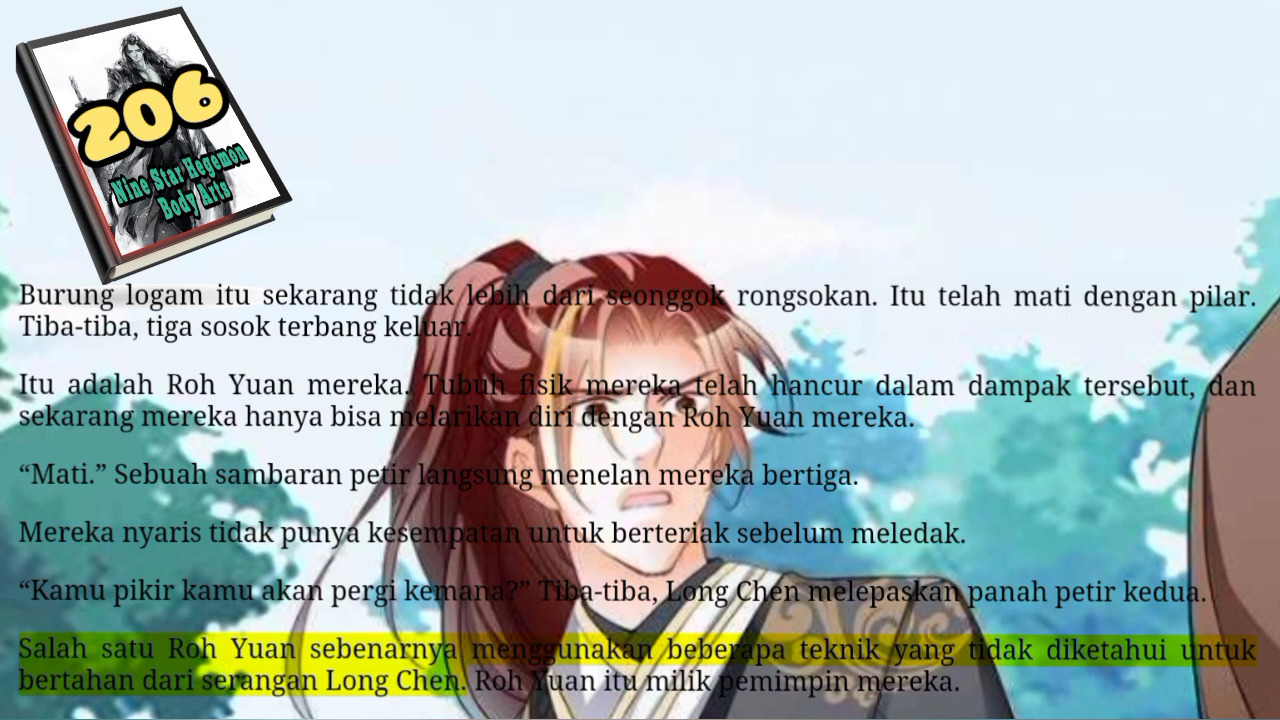 206
Nine Star Hegemon
Body Arts
Burung logam itu sekarang tidak lebih dari seonggok rongsokan. Itu telah mati dengan pilar.
Tiba-tiba, tiga sosok terbang keluar.
Itu adalah Roh Yuan mereka. Tubuh fisik mereka telah hancur dalam dampak tersebut, dan
sekarang mereka hanya bisa melarikan diri dengan Roh Yuan mereka.
“Mati.” Sebuah sambaran petir langsung menelan mereka bertiga.
Mereka nyaris tidak punya kesempatan untuk berteriak sebelum meledak.
“Kamu pikir kamu akan pergi kemana?” Tiba-tiba, Long Chen melepaskan panah petir kedua.
Salah satu Roh Yuan sebenarnya menggunakan beberapa teknik yang tidak diketahui untuk
bertahan dari serangan Long Chen. Roh Yuan itu milik pemimpin mereka.